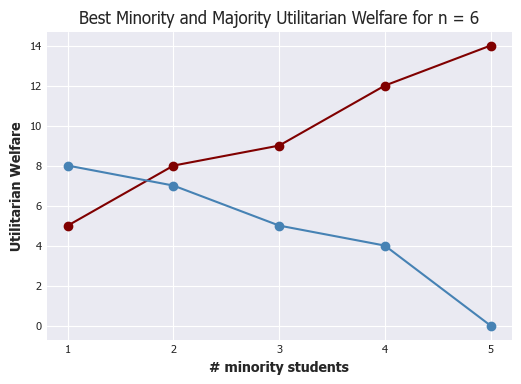 Best Minority and Majority Utilitarian Welfare for n = 6
14
12
10
8
6
4
2
0
Utilitarian Welfare
1 2 3 4 5
# minority students